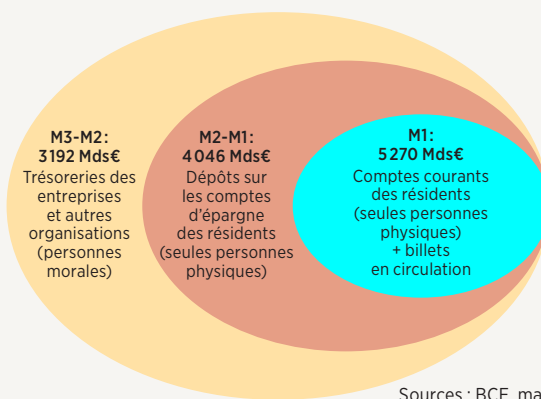 M3-M2:
3192 Mds€
Trésoreries des
entreprises
et autres
organisations
(personnes
morales)
M2-M1:
4046 Mds€
Dépôts sur
les comptes
d'épargne
des résidents
(seules personnes
physiques)
M1:
5270 Mds€
Comptes courants
des résidents
(seules personnes
physiques)
+ billets
en circulation
Sources : BCE